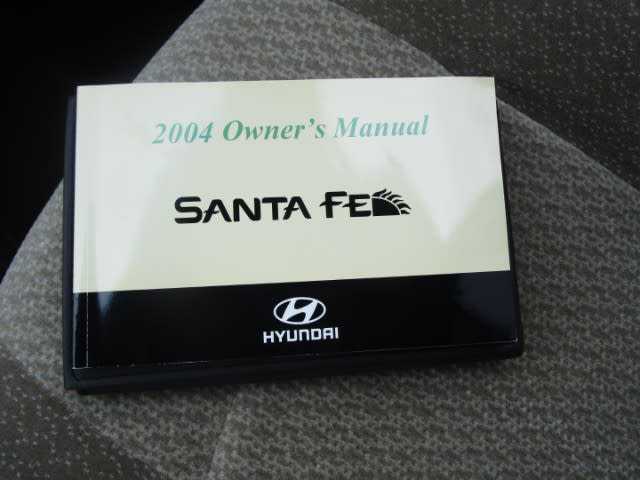 2004 Owner's Manual
SANTA FE
HYUNDAI